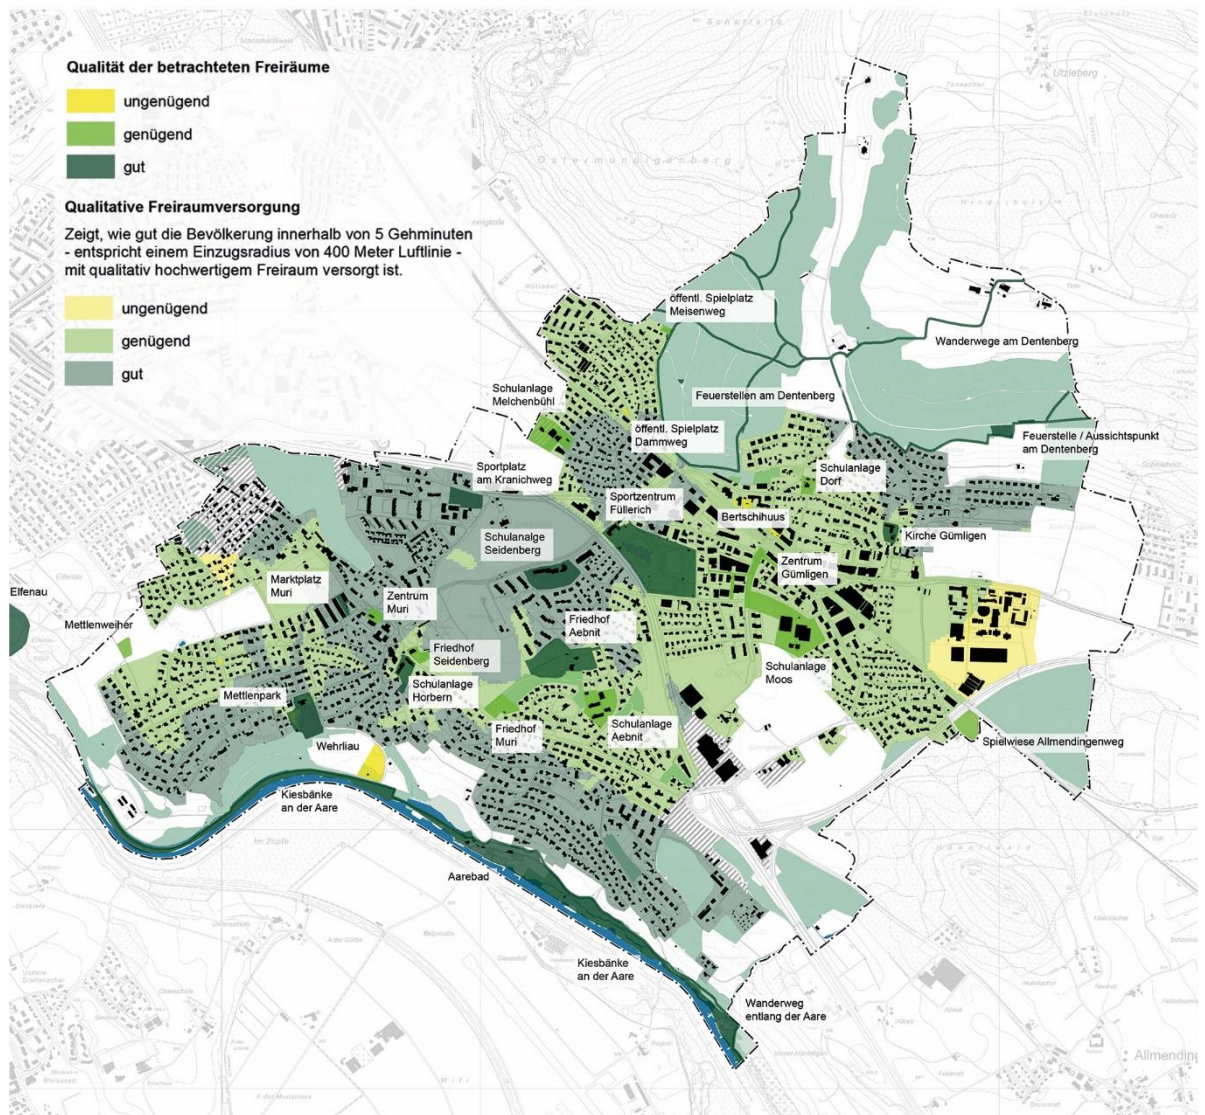 Qualität der betrachteten Freiräume
ungenügend
genügend
gut
Qualitative Freiraumversorgung
Zeigt, wie gut die Bevölkerung innerhalb von 5 Gehminuten
- entspricht einem Einzugsradius von 400 Meter Luftlinie -
mit qualitativ hochwertigem Freiraum versorgt ist.
ungenügend
genügend
gut
Ostermundigenberg
Utzleberg
öffentl. Spielplatz
Meisenweg
Wanderwege am Dentenberg
Schulanlage
Melchenbühl
Feuerstellen am Dentenberg
öffentl. Spielplatz
Dammweg
Feuerstelle / Aussichtspunkt
am Dentenberg
Sportplatz
am Kranichweg
Schulanlage
Dorf
Sportzentrum
Füllerich
Bertschihuus
Schulanalge
Seidenberg
Kirche Gümligen
Zentrum
Gümligen
Marktplatz
Muri
Elfenau
Elfenau
Zentrum
Muri
Mettlenweiher
Friedhof
Aebnit
Friedhof
Seidenberg
Schulanlage
Moos
Schulanlage
Horbern
Mettlenpark
Friedhof
Muri
Schulanlage
Aebnit
Wehrliau
Spielwiese Allmendingenweg
Kiesbänke
an der Aare
Im Zopfe
Aarebad
Kiesbänke
an der Aare
Wanderweg
entlang der Aare
Allmending